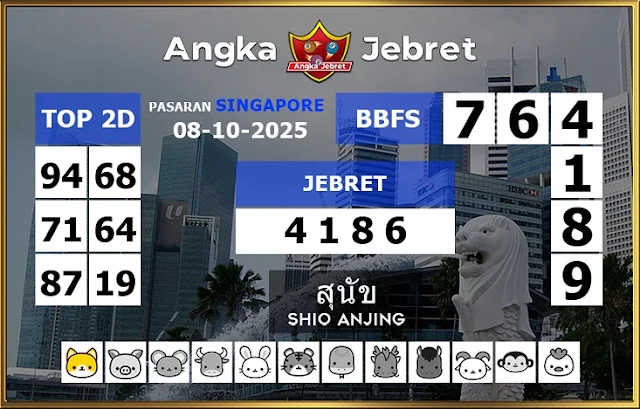 Angka Jebret
Angka Jebret
TOP 2D
94 68
71 64
87 19
PASARAN SINGAPORE
08-10-2025
BBFS 7 6 4
1
8
9
JEBRET
4 1 8 6
HSBC
สุนัข
SHIO ANJING